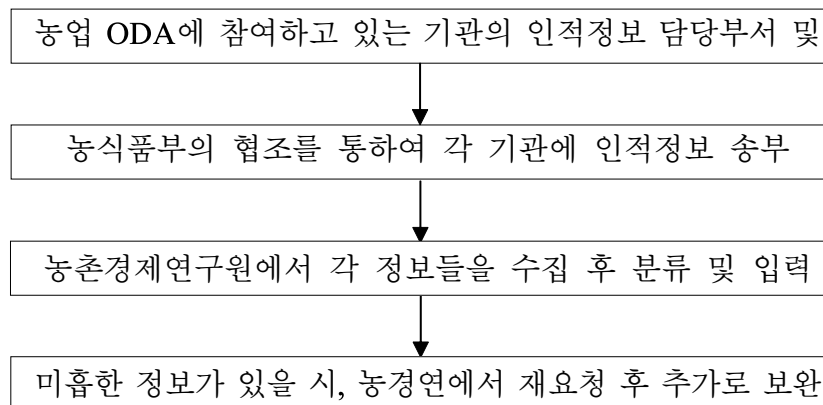 농업 ODA에 참여하고 있는 기관의 인적정보 담당부서 및
농식품부의 협조를 통하여 각 기관에 인적정보 송부
농촌경제연구원에서 각 정보들을 수집 후 분류 및 입력
미흡한 정보가 있을 시, 농경연에서 재요청 후 추가로 보완